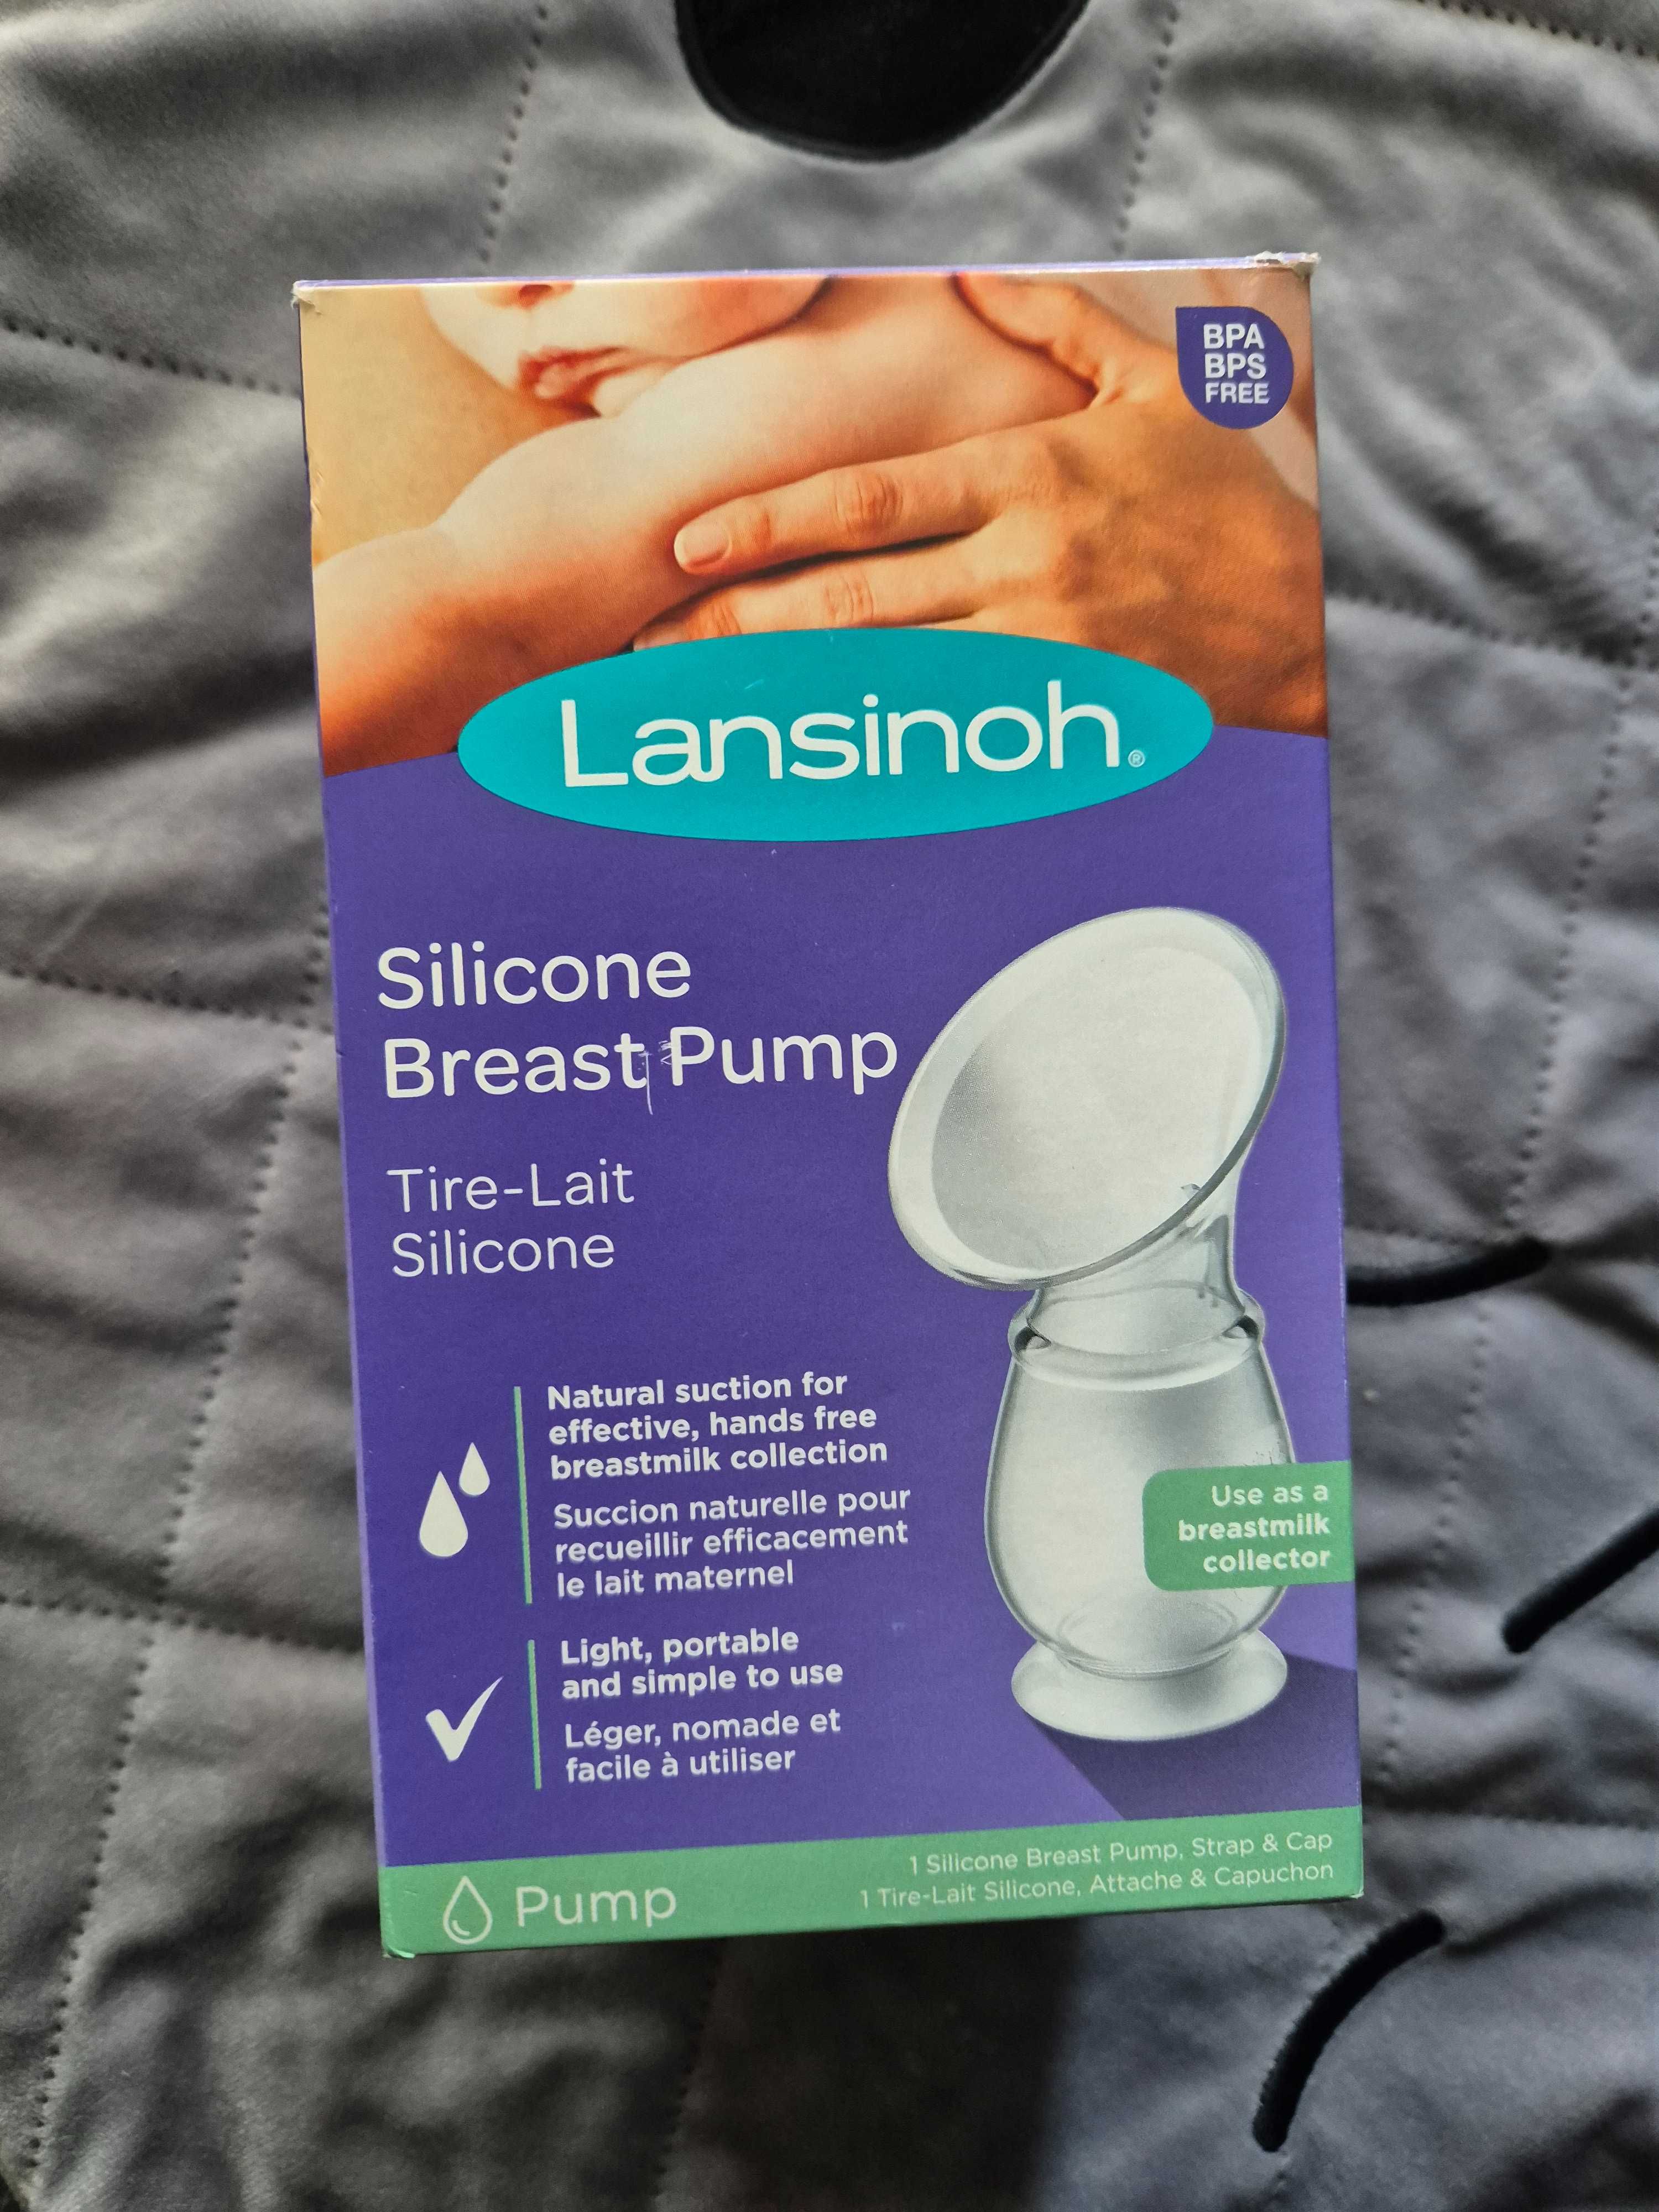 BPA
BPS
FREE
Lansinoh®
Silicone
Breast Pump
Tire-Lait
Silicone
Natural suction for
effective, hands free
breastmilk collection
Succion naturelle pour
recueillir efficacement
le lait maternel
Use as a
breastmilk
collector
Light, portable
and simple to use
Léger, nomade et
facile à utiliser
Pump
1 Silicone Breast Pump, Strap & Cap
1 Tire-Lait Silicone, Attache & Capuchon